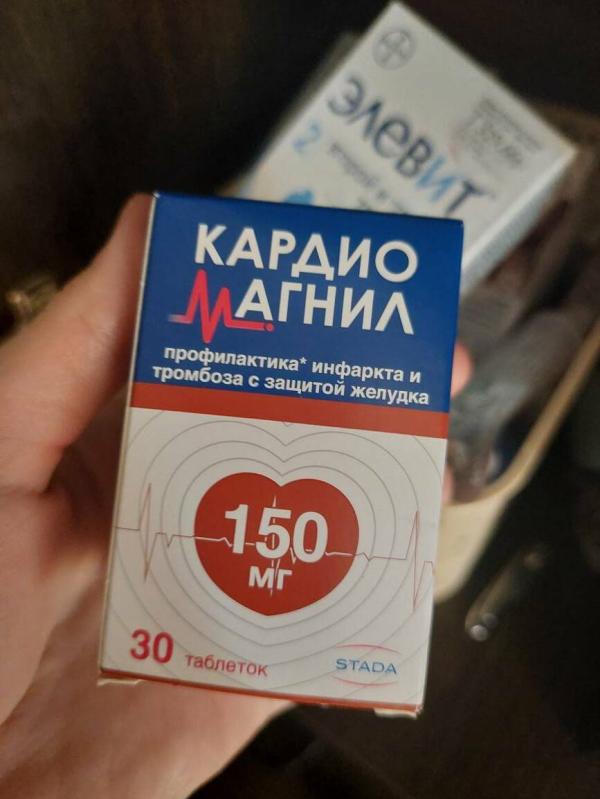 ЭЛЕВИТ
2
КАРДИО
МАГНИЛ
профилактика* инфаркта и
тромбоза с защитой желудка
150
мг
30 таблеток
STADA